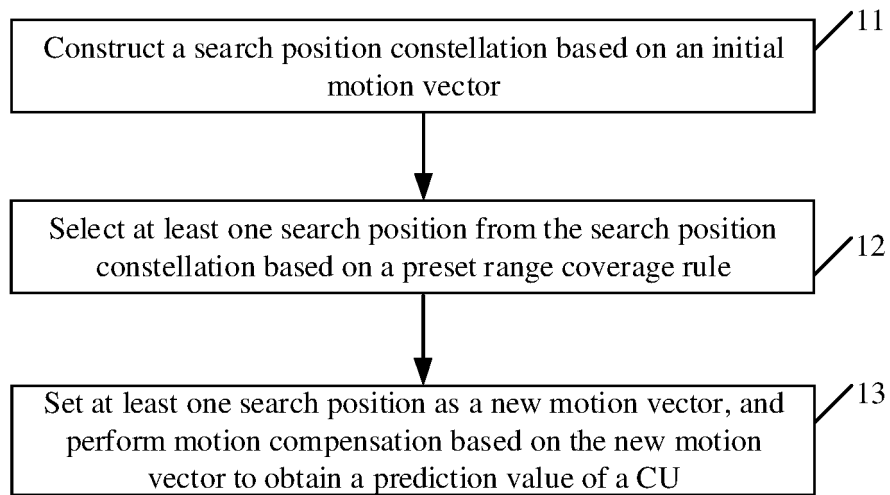 11
Construct a search position constellation based on an initial
motion vector
Select at least one search position from the search position
constellation based on a preset range coverage rule
12
Set at least one search position as a new motion vector, and
perform motion compensation based on the new motion
vector to obtain a prediction value of a CU
13